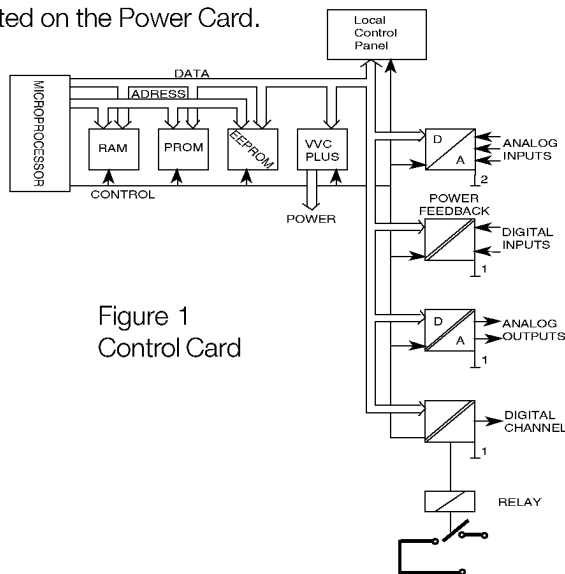 ted on the Power Card.
Local
Control
Panel
MICROPROCESSOR
DATA
ADRESS
RAM
PROM
EEPROM
VVC
PLUS
CONTROL
POWER
D
A
ANALOG
INPUTS
2
POWER
FEEDBACK
DIGITAL
INPUTS
1
Figure 1
Control Card
D
A
ANALOG
OUTPUTS
1
DIGITAL
CHANNEL
1
RELAY